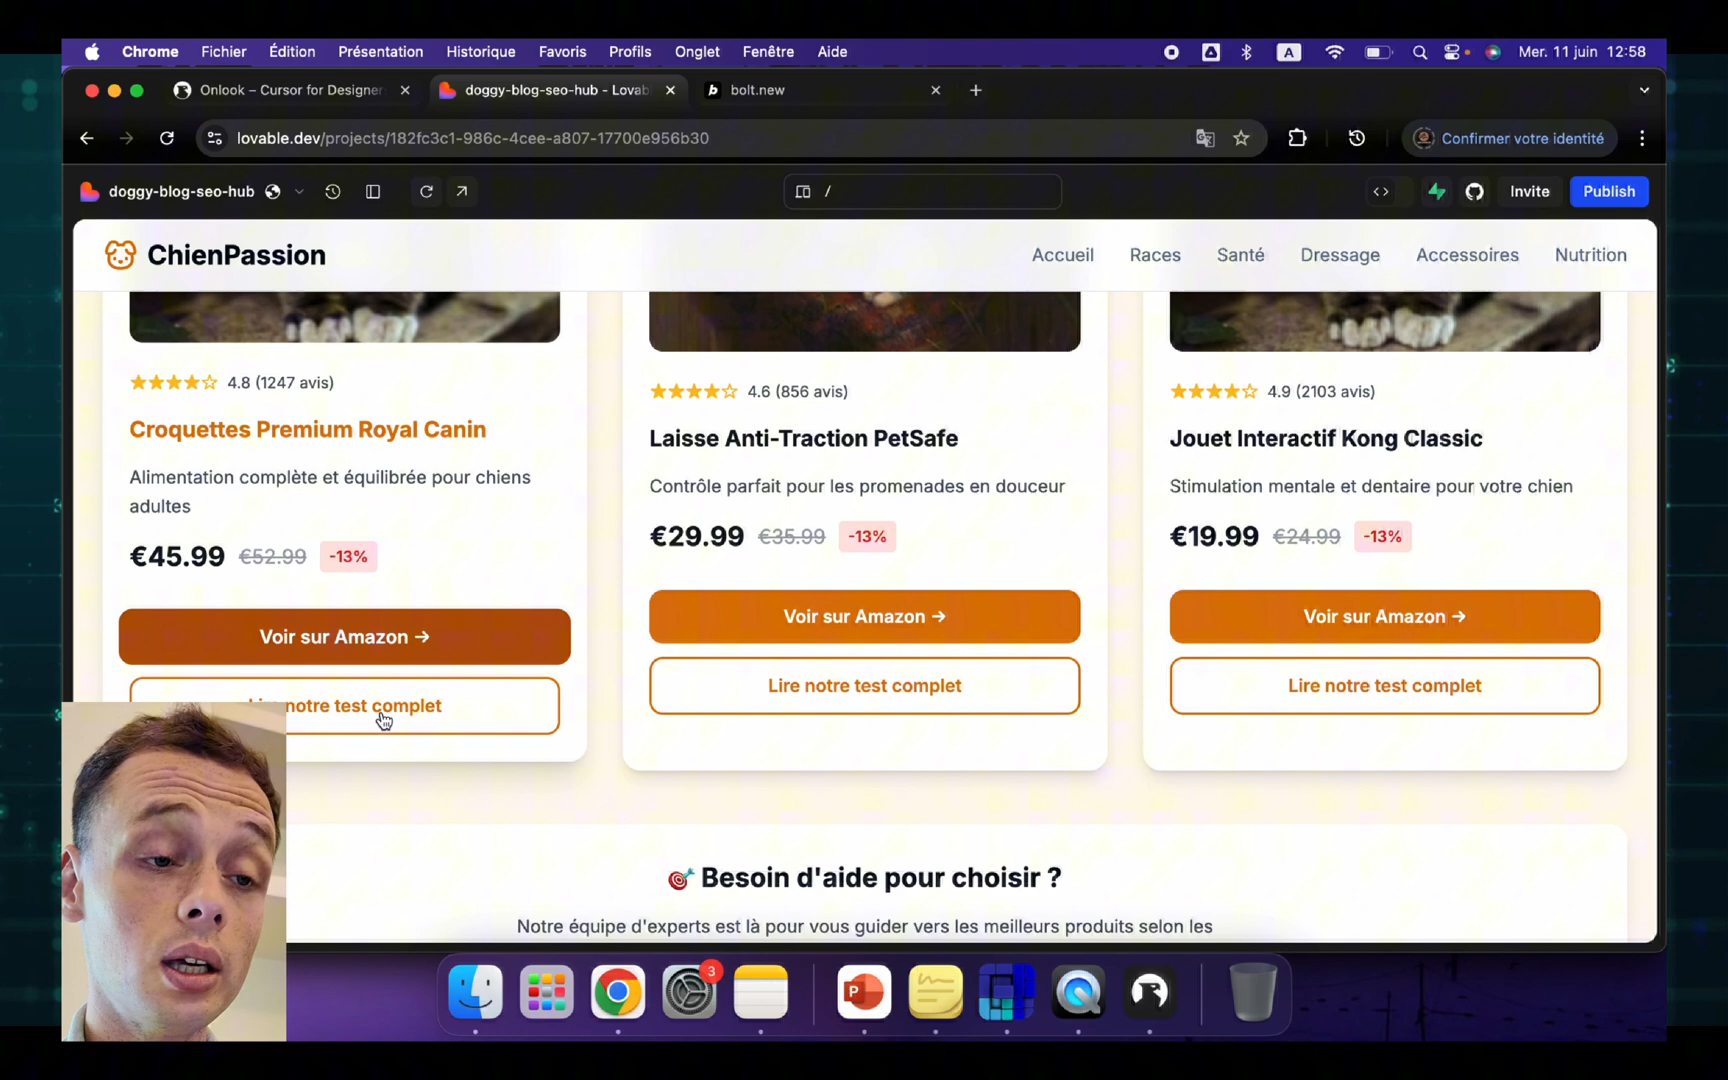 Chrome Fichier Édition Présentation Historique Favoris Profils Onglet Fenêtre Aide A Mer. 11 juin 12:58
Onlook – Cursor for Designer doggy-blog-seo-hub - Lovab bolt.new
lovable.dev/projects/182fc3c1-986c-4cee-a807-17700e956b30 Confirmer votre identité
doggy-blog-seo-hub / Invite Publish
ChienPassion Accueil Races Santé Dressage Accessoires Nutrition
4.8 (1247 avis)
Croquettes Premium Royal Canin
Alimentation complète et équilibrée pour chiens
adultes
€45.99 €52.99 -13%
Voir sur Amazon →
notre test complet
4.6 (856 avis)
Laisse Anti-Traction PetSafe
Contrôle parfait pour les promenades en douceur
€29.99 €35.99 -13%
Voir sur Amazon →
Lire notre test complet
4.9 (2103 avis)
Jouet Interactif Kong Classic
Stimulation mentale et dentaire pour votre chien
€19.99 €24.99 -13%
Voir sur Amazon →
Lire notre test complet
Besoin d'aide pour choisir ?
Notre équipe d'experts est là pour vous guider vers les meilleurs produits selon les
3
P